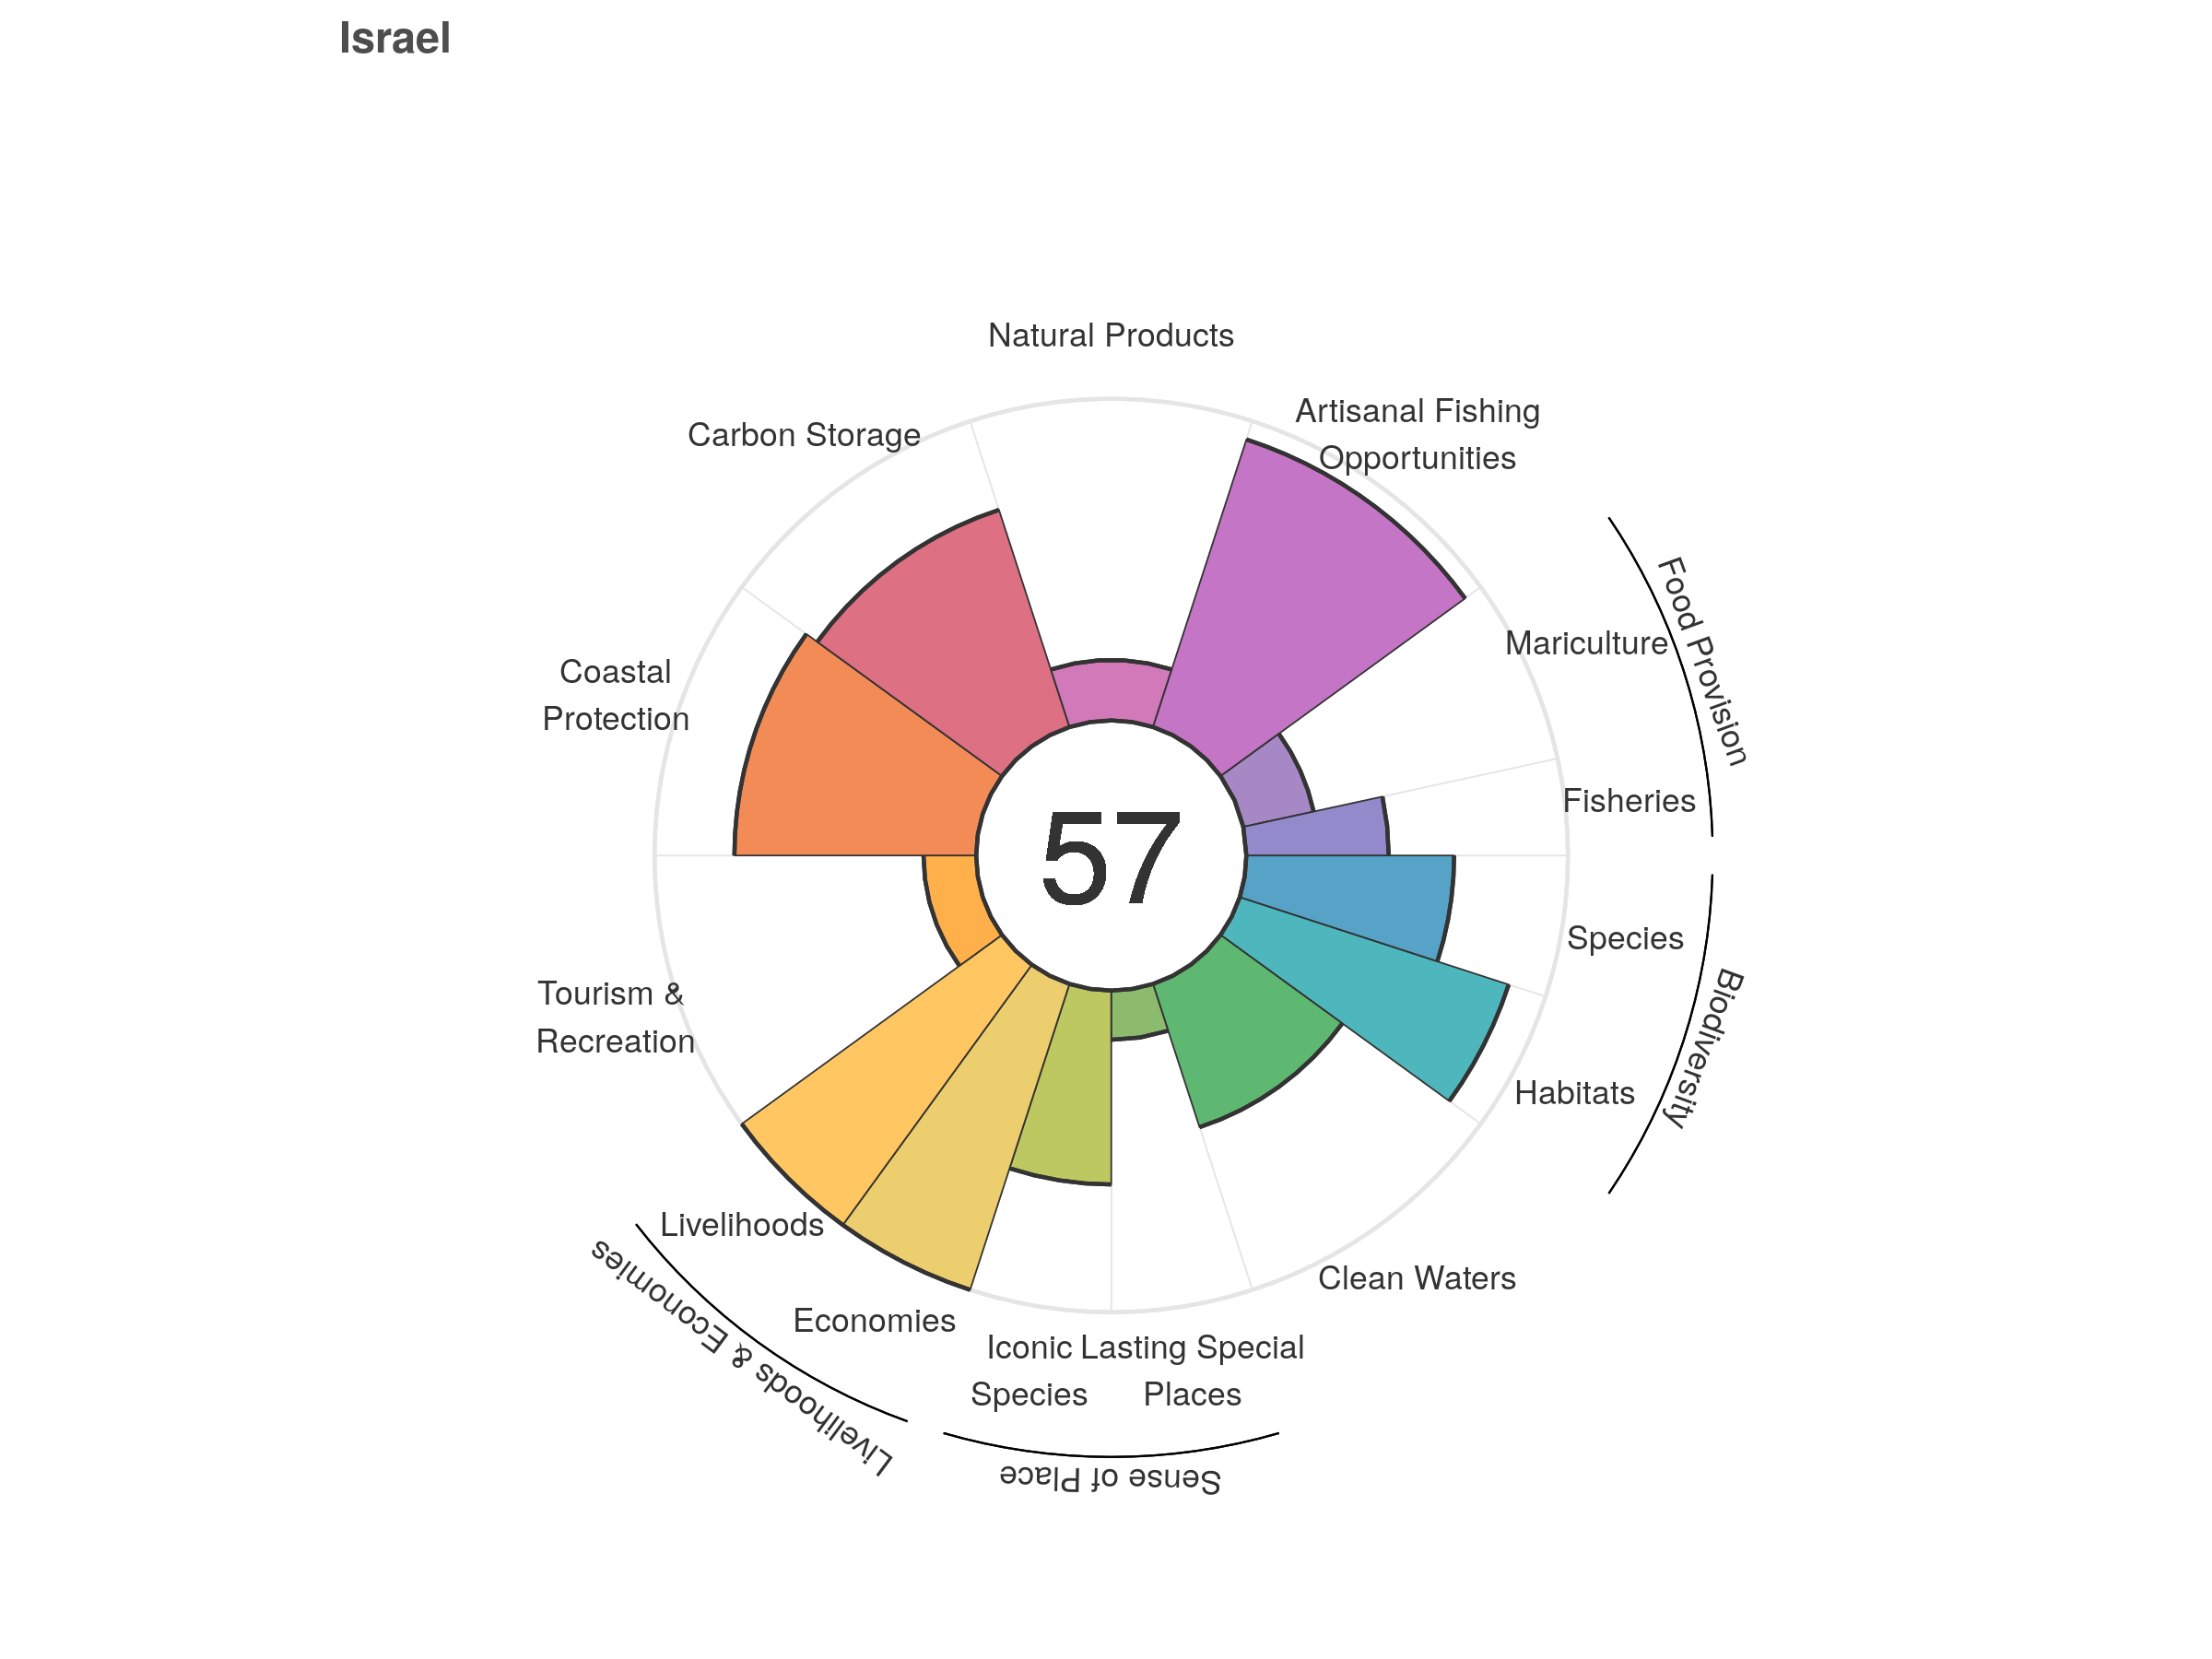 Israel
Natural Products
Artisanal Fishing
Opportunities
Carbon Storage
Food Provision
Mariculture
Coastal
Protection
Fisheries
57
Species
Biodiversity
Tourism &
Recreation
Habitats
Livelihoods
Clean Waters
Livelihoods & Economies
Economies
Iconic
Species
Lasting Special
Places
Sense of Place